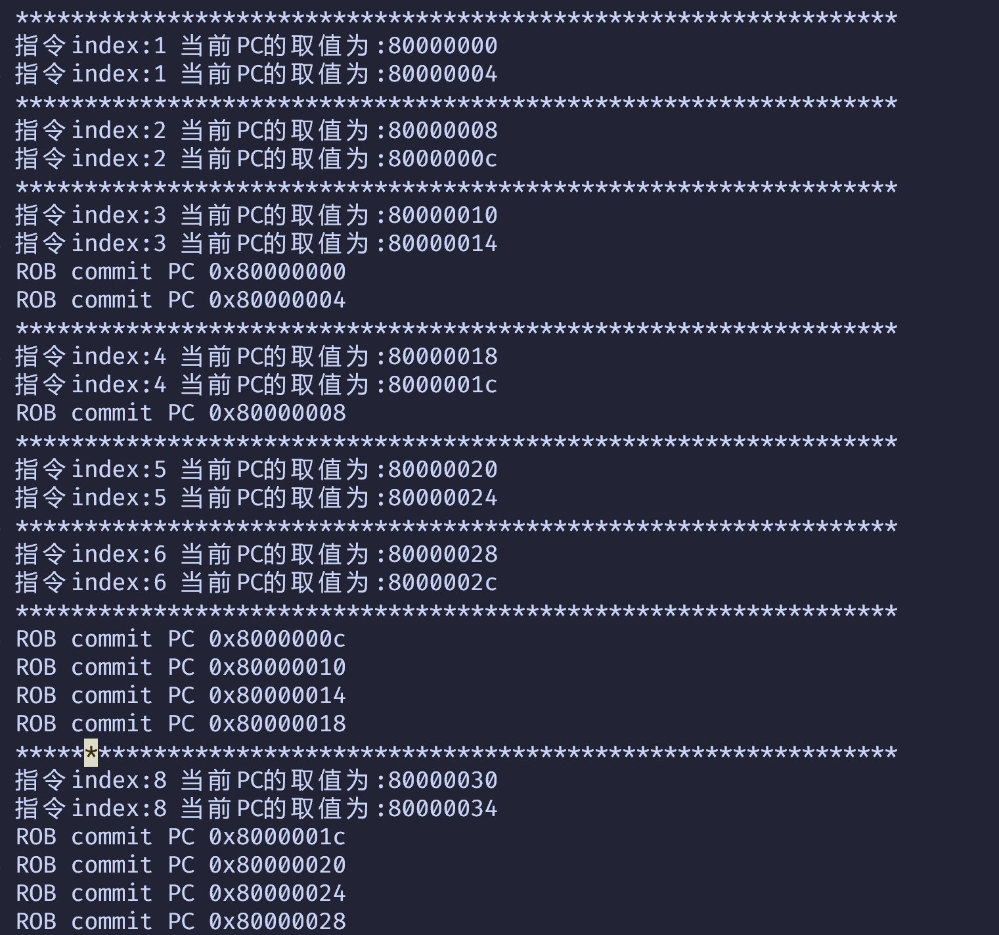 ****************************************************************
指令index:1 当前PC的取值为:80000000
指令index:1 当前PC的取值为:80000004
****************************************************************
指令index:2 当前PC的取值为:80000008
指令index:2 当前PC的取值为:8000000c
****************************************************************
指令index:3 当前PC的取值为:80000010
指令index:3 当前PC的取值为:80000014
ROB commit PC 0x80000000
ROB commit PC 0x80000004
****************************************************************
指令index:4 当前PC的取值为:80000018
指令index:4 当前PC的取值为:8000001c
ROB commit PC 0x80000008
****************************************************************
指令index:5 当前PC的取值为:80000020
指令index:5 当前PC的取值为:80000024
****************************************************************
指令index:6 当前PC的取值为:80000028
指令index:6 当前PC的取值为:8000002c
****************************************************************
ROB commit PC 0x8000000c
ROB commit PC 0x80000010
ROB commit PC 0x80000014
ROB commit PC 0x80000018
****************************************************************
指令index:8 当前PC的取值为:80000030
指令index:8 当前PC的取值为:80000034
ROB commit PC 0x8000001c
ROB commit PC 0x80000020
ROB commit PC 0x80000024
ROB commit PC 0x80000028